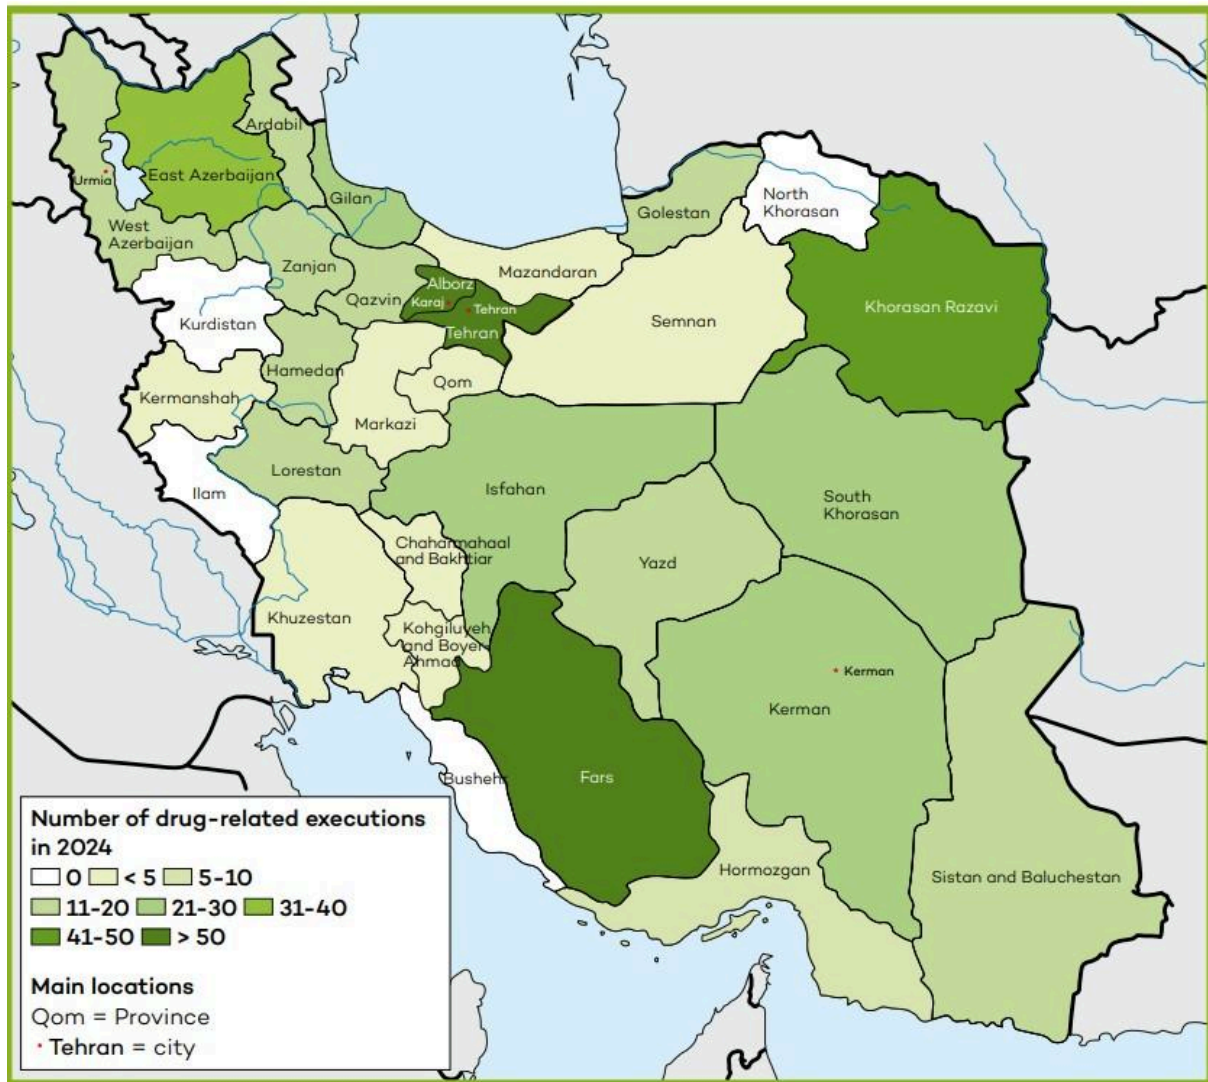 Ardabil
East Azerbaijan
Urmia
Gilan
West
Azerbaijan
Golestan
North
Khorasan
Zanjan
Mazandaran
Alborz
Qazvin
Karaj
Tehran
Khorasan Razavi
Kurdistan
Tehran
Semnan
Hamedan
Qom
Kermanshah
Markazi
Lorestan
Ilam
Isfahan
South
Khorasan
Chaharmahaal
and Bakhtiar
Yazd
Khuzestan
Kohgiluyeh
and Boyer-
Ahmad
Kerman
Kerman
Bushehr
Fars
Hormozgan
Sistan and Baluchestan
Number of drug-related executions
in 2024
0 < 5 5-10
11-20 21-30 31-40
41-50 > 50
Main locations
Qom = Province
Tehran = city